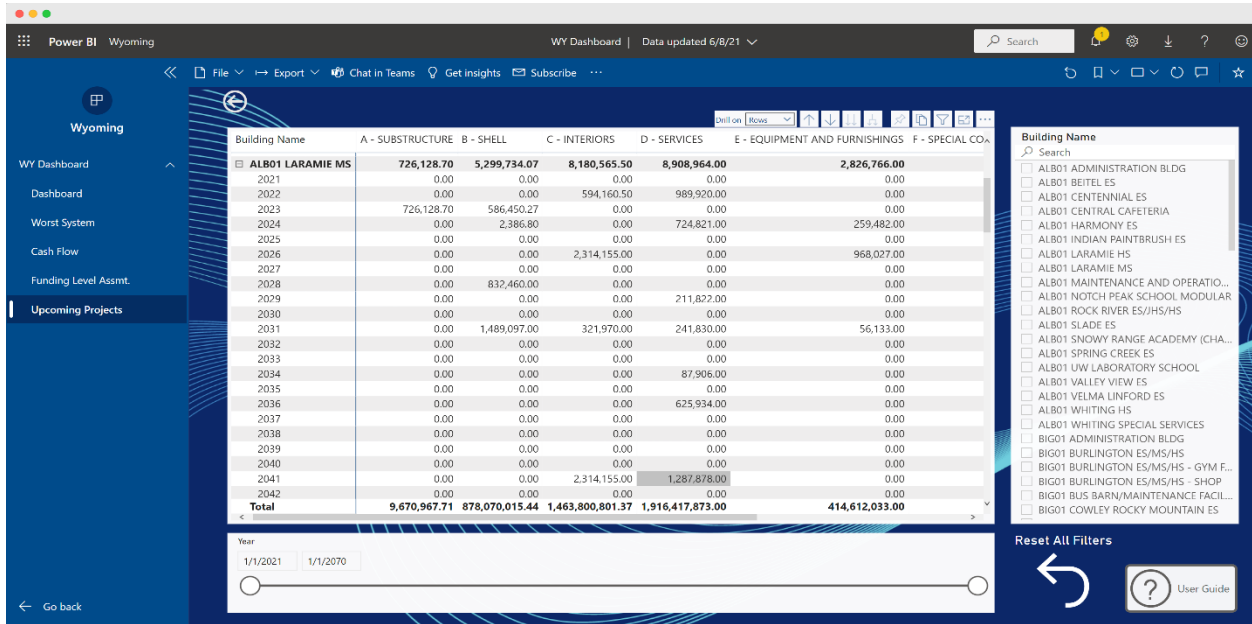 Power BI Wyoming WY Dashboard | Data updated 6/8/21 Search 1 ?
File Export Chat in Teams Get insights Subscribe ···
Wyoming
WY Dashboard
Dashboard
Worst System
Cash Flow
Funding Level Assmt.
Upcoming Projects
Go back
Drill on Rows
Building Name A - SUBSTRUCTURE B - SHELL C - INTERIORS D - SERVICES E - EQUIPMENT AND FURNISHINGS F - SPECIAL CO
ALB01 LARAMIE MS 726,128.70 5,299,734.07 8,180,565.50 8,908,964.00 2,826,766.00
2021 0.00 0.00 0.00 0.00 0.00
2022 0.00 0.00 594,160.50 989,920.00 0.00
2023 726,128.70 586,450.27 0.00 0.00 0.00
2024 0.00 2,386.80 0.00 724,821.00 259,482.00
2025 0.00 0.00 0.00 0.00 0.00
2026 0.00 0.00 2,314,155.00 0.00 968,027.00
2027 0.00 0.00 0.00 0.00 0.00
2028 0.00 832,460.00 0.00 0.00 0.00
2029 0.00 0.00 0.00 211,822.00 0.00
2030 0.00 0.00 0.00 0.00 0.00
2031 0.00 1,489,097.00 321,970.00 241,830.00 56,133.00
2032 0.00 0.00 0.00 0.00 0.00
2033 0.00 0.00 0.00 0.00 0.00
2034 0.00 0.00 0.00 87,906.00 0.00
2035 0.00 0.00 0.00 0.00 0.00
2036 0.00 0.00 0.00 625,934.00 0.00
2037 0.00 0.00 0.00 0.00 0.00
2038 0.00 0.00 0.00 0.00 0.00
2039 0.00 0.00 0.00 0.00 0.00
2040 0.00 0.00 0.00 0.00 0.00
2041 0.00 0.00 2,314,155.00 1,287,878.00 0.00
2042 0.00 0.00 0.00 0.00 0.00
Total 9,670,967.71 878,070,015.44 1,463,800,801.37 1,916,417,873.00 414,612,033.00
Building Name
Search
ALB01 ADMINISTRATION BLDG
ALB01 BEITEL ES
ALB01 CENTENNIAL ES
ALB01 CENTRAL CAFETERIA
ALB01 HARMONY ES
ALB01 INDIAN PAINTBRUSH ES
ALB01 LARAMIE HS
ALB01 LARAMIE MS
ALB01 MAINTENANCE AND OPERATIO...
ALB01 NOTCH PEAK SCHOOL MODULAR
ALB01 ROCK RIVER ES/JHS/HS
ALB01 SLADE ES
ALB01 SNOWY RANGE ACADEMY (CHA...
ALB01 SPRING CREEK ES
ALB01 UW LABORATORY SCHOOL
ALB01 VALLEY VIEW ES
ALB01 VELMA LINFORD ES
ALB01 WHITING HS
ALB01 WHITING SPECIAL SERVICES
BIG01 ADMINISTRATION BLDG
BIG01 BURLINGTON ES/MS/HS
BIG01 BURLINGTON ES/MS/HS - GYM F...
BIG01 BURLINGTON ES/MS/HS - SHOP
BIG01 BUS BARN/MAINTENANCE FACIL...
BIG01 COWLEY ROCKY MOUNTAIN ES
Year
1/1/2021 1/1/2070
Reset All Filters
? User Guide